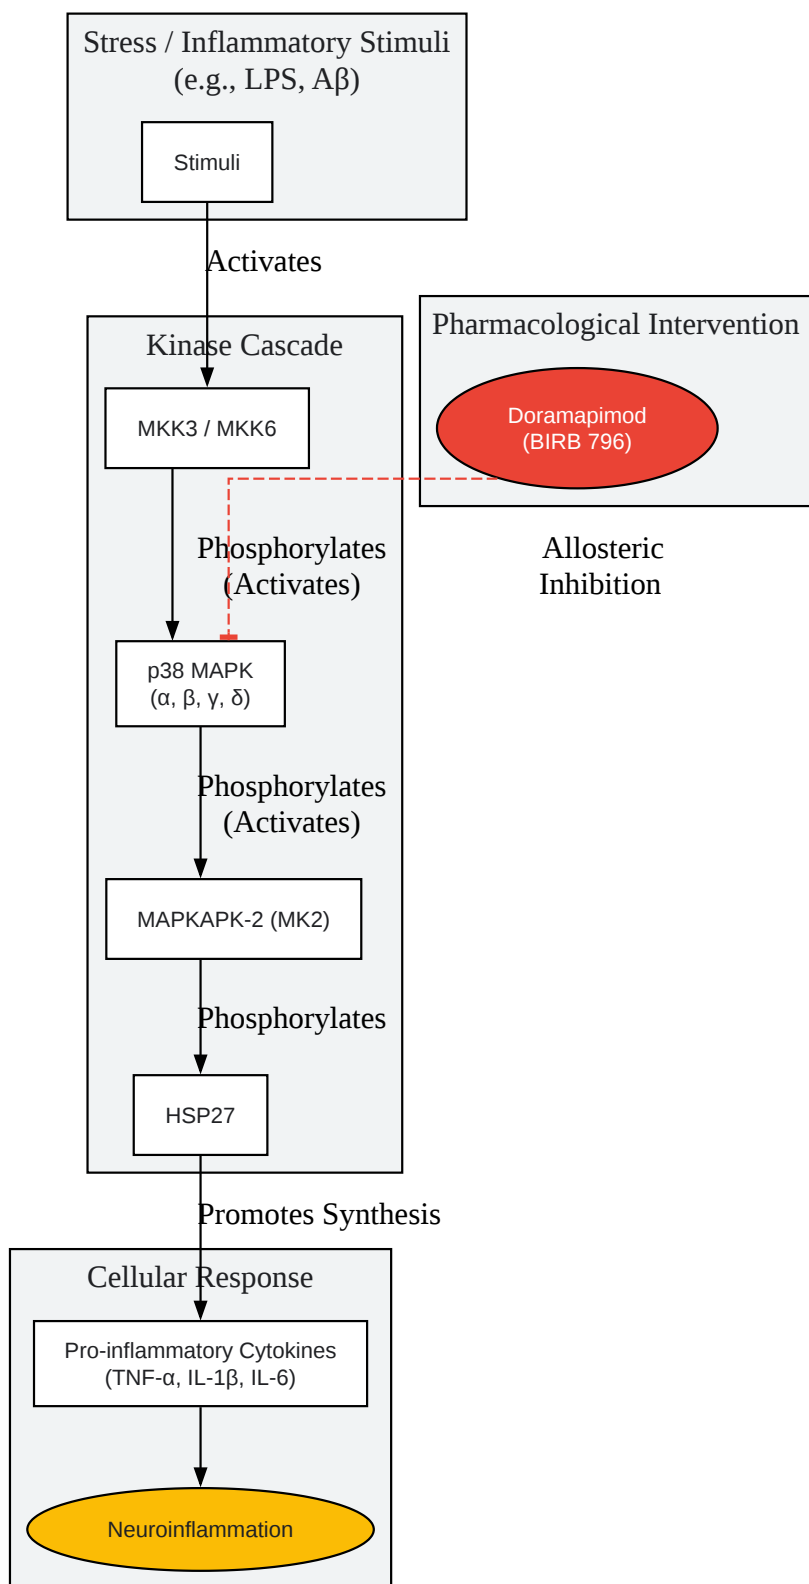 Stress / Inflammatory Stimuli
(e.g., LPS, Aβ)
Stimuli
Activates
Kinase Cascade
MKK3 / MKK6
Pharmacological Intervention
Doramapimod
(BIRB 796)
Phosphorylates
(Activates)
Allosteric
Inhibition
p38 MAPK
(α, β, γ, δ)
Phosphorylates
(Activates)
MAPKAPK-2 (MK2)
Phosphorylates
HSP27
Promotes Synthesis
Cellular Response
Pro-inflammatory Cytokines
(TNF-α, IL-1β, IL-6)
Neuroinflammation